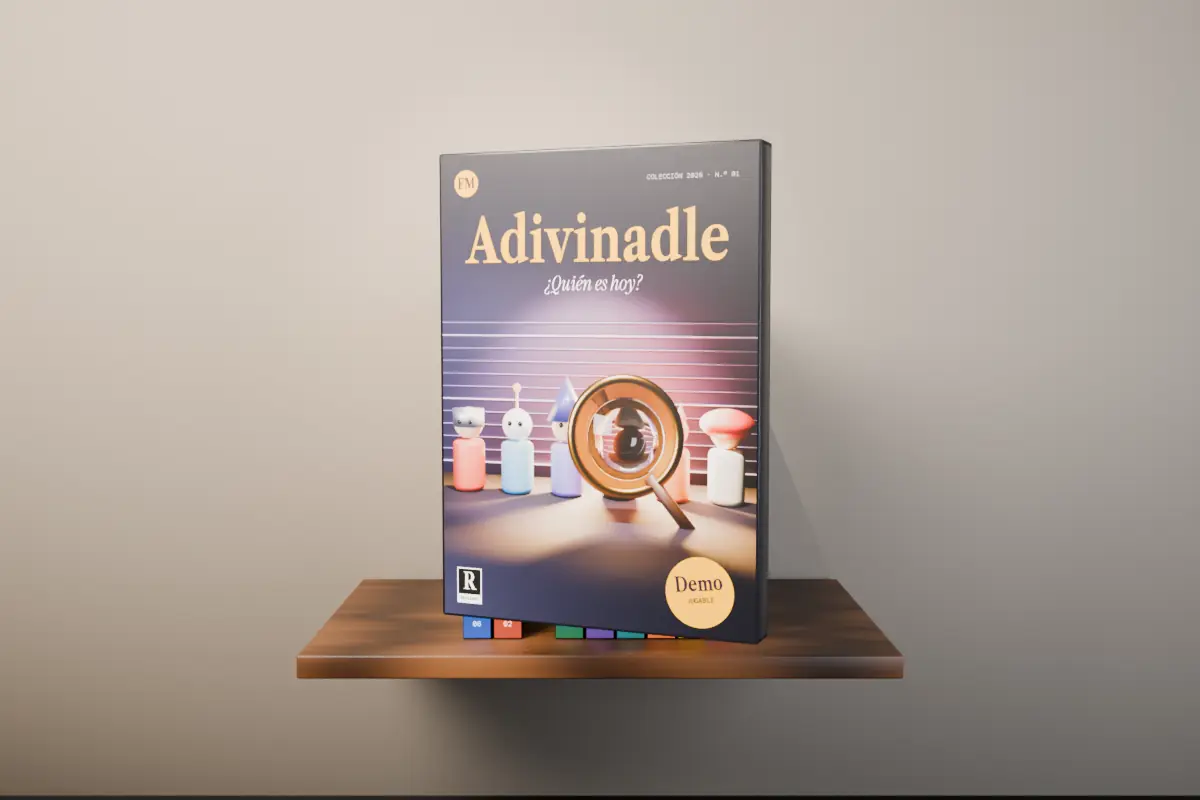 FM
COLECCIÓN 2026 · N.º 01
Adivinadle
¿Quién es hoy?
R
Demo
JUGABLE
06
02